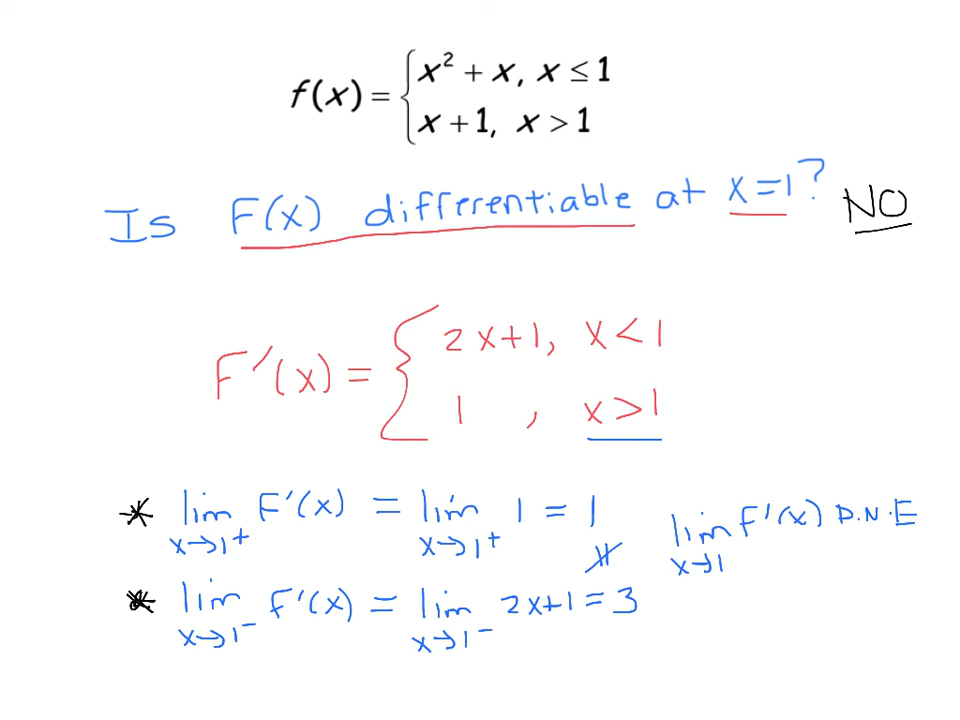 f(x) = { x² + x, x ≤ 1
x + 1, x > 1
Is F(x) differentiable at x=1? NO
F'(x) = { 2x+1, x<1
1 , x>1
* lim x→1⁺ F'(x) = lim x→1⁺ 1 = 1
lim x→1 F'(x) D.N.E
* lim x→1⁻ F'(x) = lim x→1⁻ 2x+1 = 3